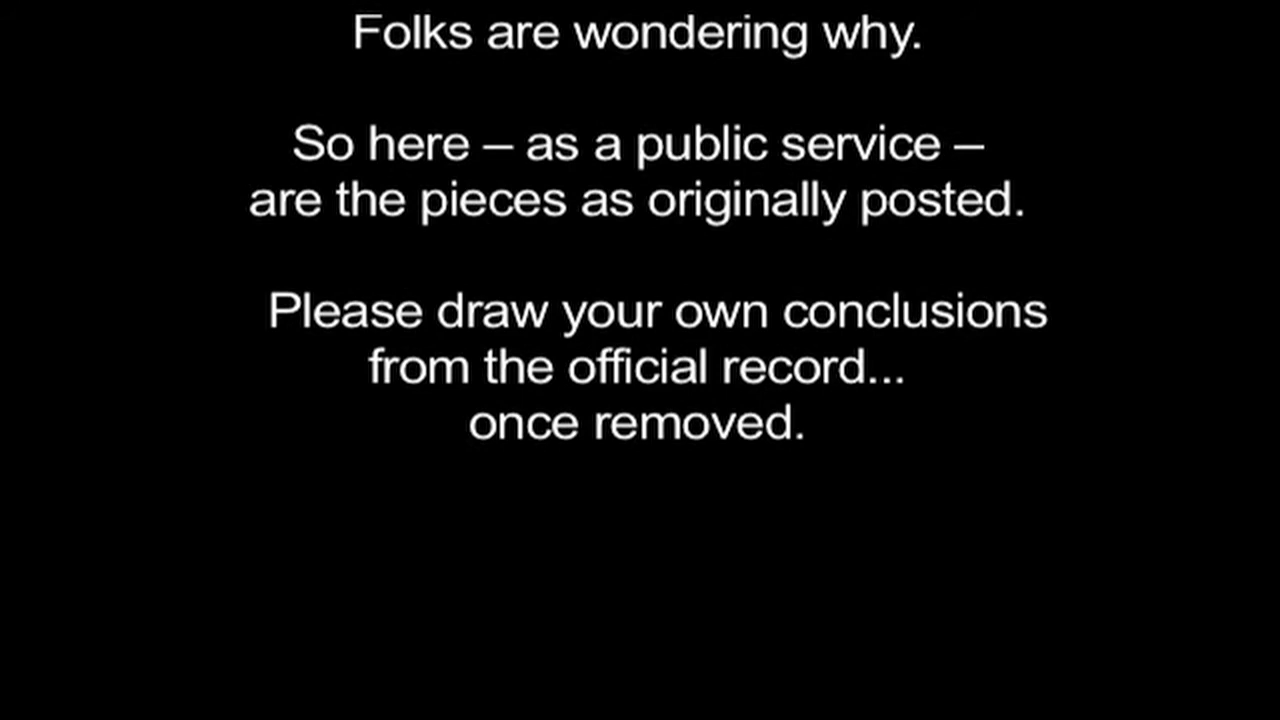 Folks are wondering why.
So here – as a public service –
are the pieces as originally posted.
Please draw your own conclusions
from the official record...
once removed.